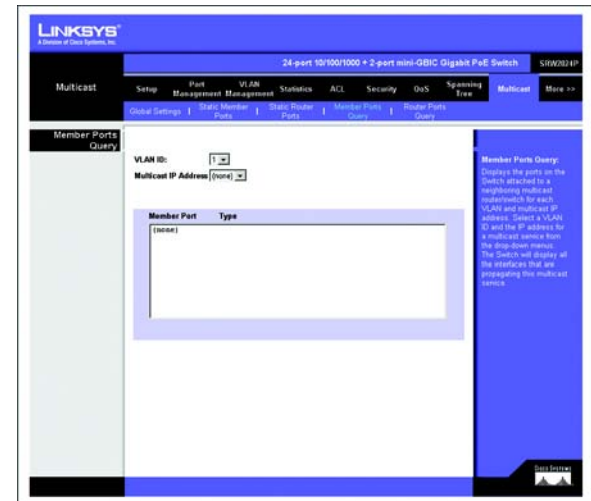 LINKSYS®
A Division of Cisco Systems, Inc.
24-port 10/100/1000 + 2-port mini-GBIC Gigabit PoE Switch
SRW2024P
Multicast
Setup
Port Management
VLAN Management
Statistics
ACL
Security
QoS
Spanning Tree
Multicast
More >>
Global Settings | Static Member Ports | Static Router Ports | Member Ports Query | Router Ports Query
Member Ports Query
VLAN ID: 1
Multicast IP Address (none)
Member Port Type
(none)
Member Ports Query:
Displays the ports on the
Switch attached to a
neighboring multicast
router/switch for each
VLAN and multicast IP
address. Select a VLAN
ID and the IP address for
a multicast service from
the drop-down menus.
The Switch will display all
the interfaces that are
propagating this multicast
service.
CISCO SYSTEMS